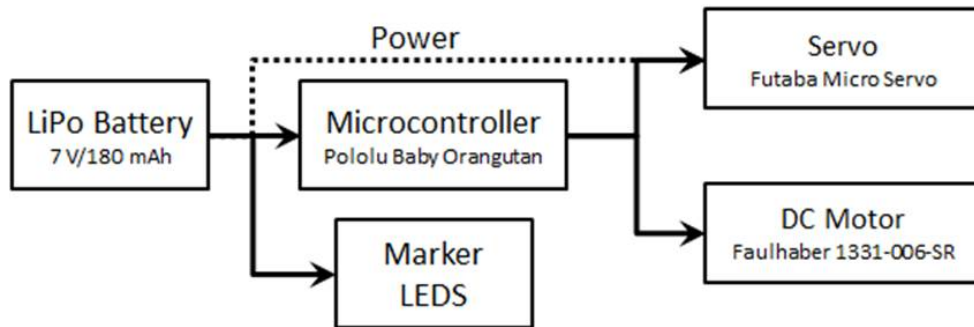 Power
LiPo Battery
7 V/180 mAh
Microcontroller
Pololu Baby Orangutan
Servo
Futaba Micro Servo
Marker
LEDS
DC Motor
Faulhaber 1331-006-SR